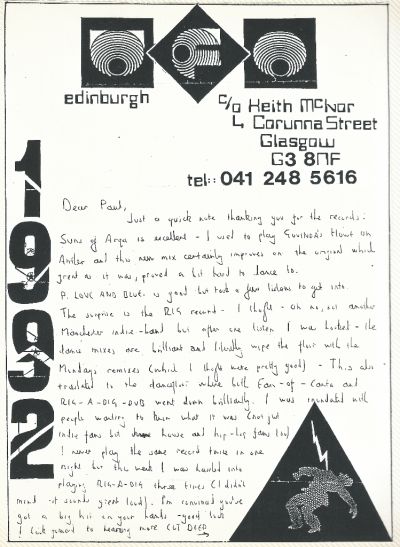 edinburgh
c/o Keith McIvor
4 Corunna Street
Glasgow
G3 8NF
tel:: 041 248 5616
1992
Dear Paul,
Just a quick note thanking you for the records:
Suns of Arqa is excellent - I used to play Govinda's House on
Antler and this new mix certainly improves on the original which
great as it was, proved a bit hard to dance to.
A. LOVE AND BLUE. is good but took a few listens to get into.
The surprise is the RIG record - I thought - oh no, not another
Manchester indie-band but after one listen I was hooked - the
dance mixes are brilliant and literally wipe the floor with the
Mondays remixes (which I thought were pretty good) - This also
translated to the dancefloor where both Fan-of-Conta and
RIG-A-DIG-DUB went down brilliantly. I was inundated with
people wanting to know what it was (not just
indie fans but house and hip-hop fans too)
I never play the same record twice in one
night but this week I was hassled into
playing RIG-A-DIG three times (I didn't
mind - it sounds great loud). I'm convinced you've
got a big hit on your hands - good luck
I look forward to hearing more CUT DEEP